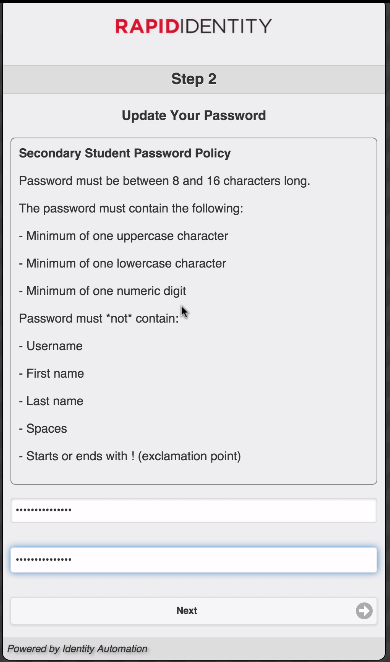 RAPIDIDENTITY
Step 2
Update Your Password
Secondary Student Password Policy
Password must be between 8 and 16 characters long.
The password must contain the following:
- Minimum of one uppercase character
- Minimum of one lowercase character
- Minimum of one numeric digit
Password must *not* contain:
- Username
- First name
- Last name
- Spaces
- Starts or ends with ! (exclamation point)
•••••••••••••••
•••••••••••••••
Next
Powered by Identity Automation